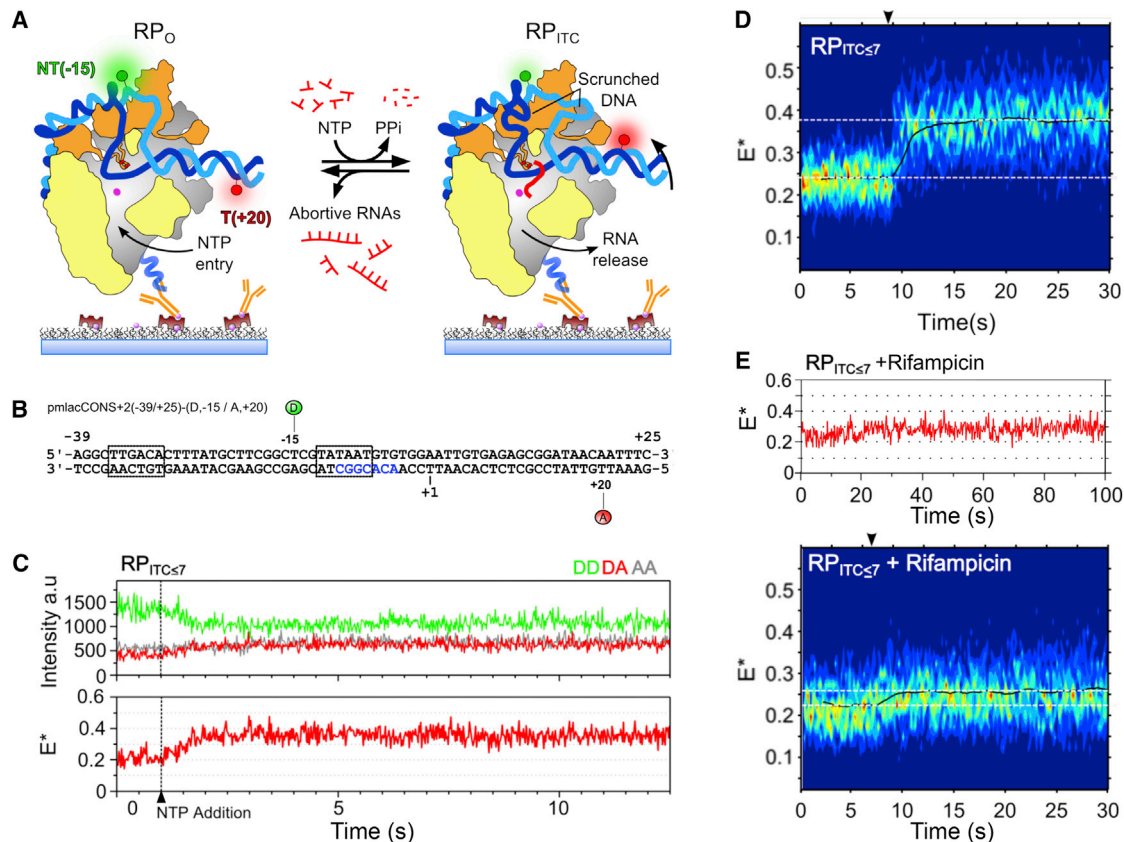 A
RPO
RPITC
NT(-15)
Scrunched
DNA
NTP
PPi
T(+20)
Abortive RNAs
NTP
entry
RNA
release
B
pmlacCONS+2(-39/+25)-(D,-15 / A,+20)
D
-39
-15
+25
5'-AGGCTTGACACTTTATGCTTCGGCTCGTATAATGTGTGGAATTGTGAGAGCGGATAACAATTTC-3
3'-TCCGAACTGTGAAATACGAAGCCGAGCATCGGCACAACCTTAACACTCTCGCCTATTGTTAAAG-5
+1
+20
A
C
RPITC≤7
DD DA AA
Intensity a.u
1500
1000
500
0
E*
0.6
0.4
0.2
0
0
5
10
NTP Addition
Time (s)
D
RPITC≤7
E*
0.5
0.4
0.3
0.2
0.1
0 5 10 15 20 25 30
Time(s)
E
RPITC≤7 +Rifampicin
E*
0.6
0.4
0.2
0
0 20 40 60 80 100
Time (s)
RPITC≤7 + Rifampicin
E*
0.5
0.4
0.3
0.2
0.1
0 5 10 15 20 25 30
Time (s)